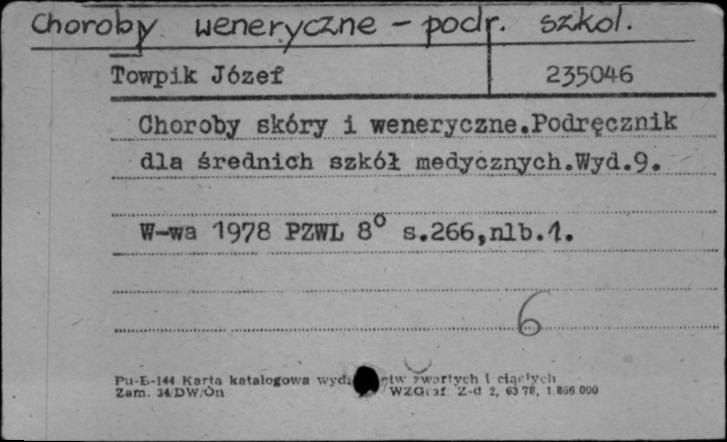 Choroby weneryczne - podr. szkol.
Towpik Józef 235046
Choroby skóry i weneryczne.Podręcznik
dla średnich szkół medycznych.Wyd.9.
W-wa 1978 PZWL 8° s.266,nlb.1.
6
Pu-B-144 Karta katalogowa zwartych i ciągłych
Zam. 34/DW/On WZGraf. Z-d 2, 63 78, 1.866.000